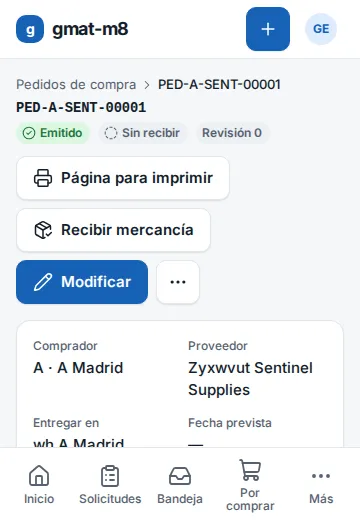 g gmat-m8 + GE
Pedidos de compra > PED-A-SENT-00001
PED-A-SENT-00001
Emitido Sin recibir Revisión 0
Página para imprimir
Recibir mercancía
Modificar ...
Comprador Proveedor
A · A Madrid Zyxwvut Sentinel
Supplies
Entregar en Fecha prevista
wh A Madrid —
Inicio Solicitudes Bandeja Por comprar Más